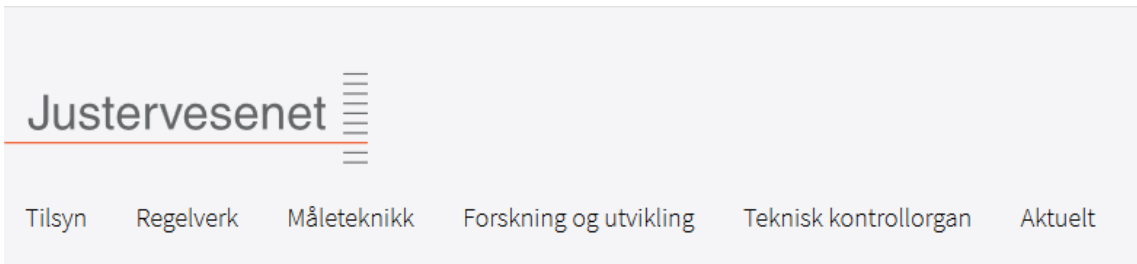 Justervesenet
Tilsyn Regelverk Måleteknikk Forskning og utvikling Teknisk kontrollorgan Aktuelt